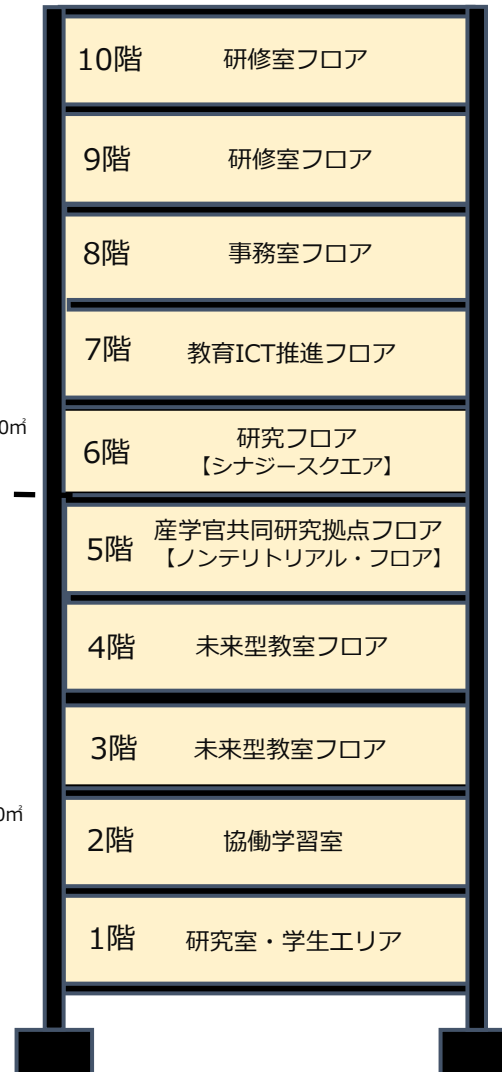 10階 研修室フロア
9階 研修室フロア
8階 事務室フロア
7階 教育ICT推進フロア
0㎡
6階 研究フロア
【シナジースクエア】
5階 産学官共同研究拠点フロア
【ノンテリトリアル・フロア】
4階 未来型教室フロア
3階 未来型教室フロア
0㎡
2階 協働学習室
1階 研究室・学生エリア